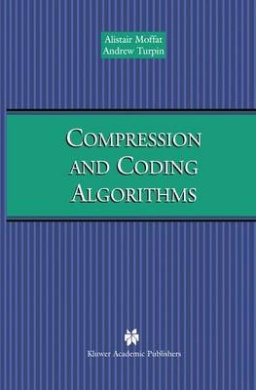 Alistair Moffat
Andrew Turpin
COMPRESSION
AND CODING
ALGORITHMS
Kluwer Academic Publishers